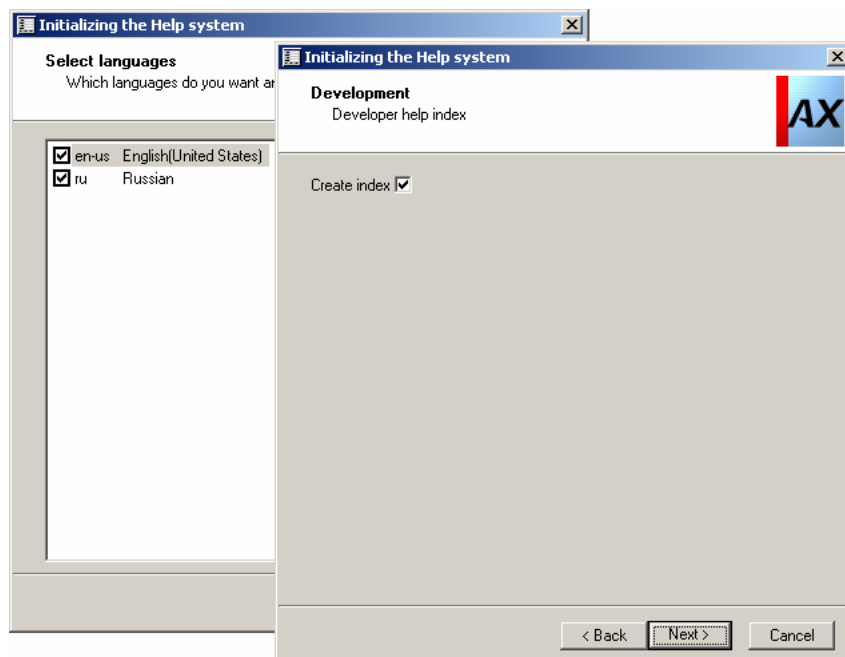 Initializing the Help system
Select languages
Which languages do you want
en-us English(United States)
ru Russian
Initializing the Help system
Development
Developer help index
AX
Create index
< Back Next > Cancel